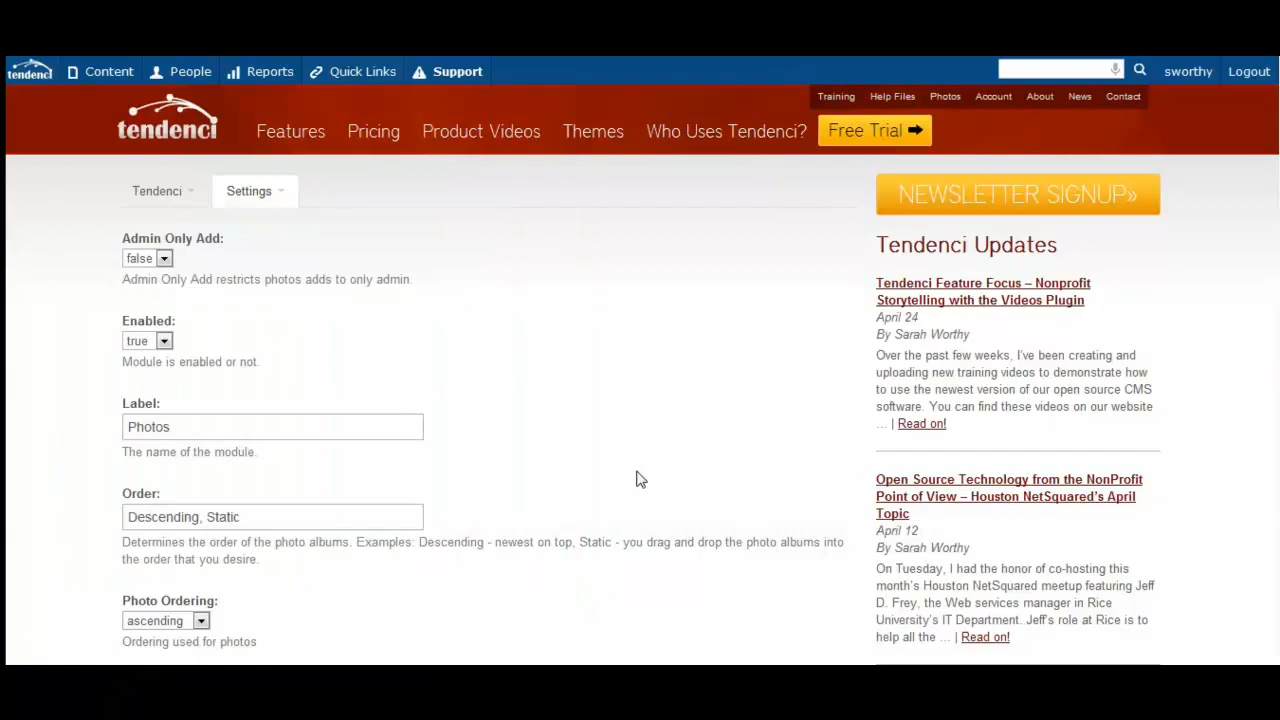 tendenci Content People Reports Quick Links Support sworthy Logout
Training Help Files Photos Account About News Contact
tendenci Features Pricing Product Videos Themes Who Uses Tendenci? Free Trial
Tendenci Settings
Admin Only Add:
false
Admin Only Add restricts photos adds to only admin.
Enabled:
true
Module is enabled or not.
Label:
Photos
The name of the module.
Order:
Descending, Static
Determines the order of the photo albums. Examples: Descending - newest on top, Static - you drag and drop the photo albums into
the order that you desire.
Photo Ordering:
ascending
Ordering used for photos
NEWSLETTER SIGNUP»
Tendenci Updates
Tendenci Feature Focus – Nonprofit
Storytelling with the Videos Plugin
April 24
By Sarah Worthy
Over the past few weeks, I've been creating and
uploading new training videos to demonstrate how
to use the newest version of our open source CMS
software. You can find these videos on our website
... | Read on!
Open Source Technology from the NonProfit
Point of View – Houston NetSquared's April
Topic
April 12
By Sarah Worthy
On Tuesday, I had the honor of co-hosting this
month's Houston NetSquared meetup featuring Jeff
D. Frey, the Web services manager in Rice
University's IT Department. Jeff's role at Rice is to
help all the ... | Read on!